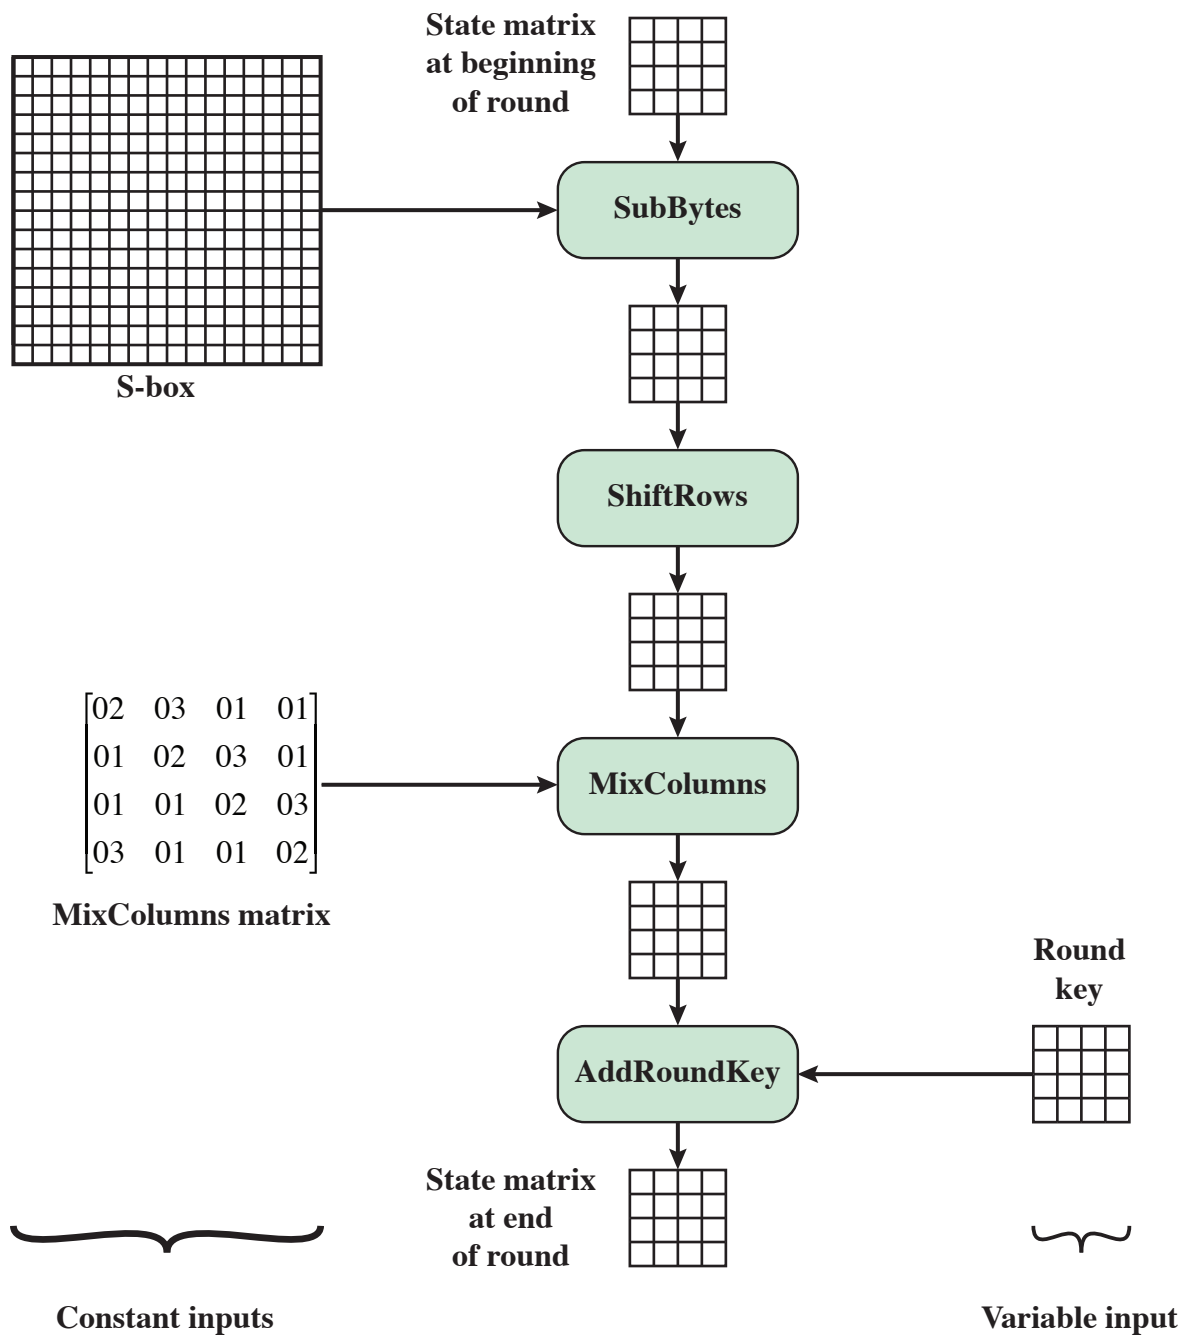 State matrix
at beginning
of round
SubBytes
S-box
ShiftRows
02 03 01 01
01 02 03 01
01 01 02 03
03 01 01 02
MixColumns
MixColumns matrix
Round
key
AddRoundKey
State matrix
at end
of round
Constant inputs
Variable input